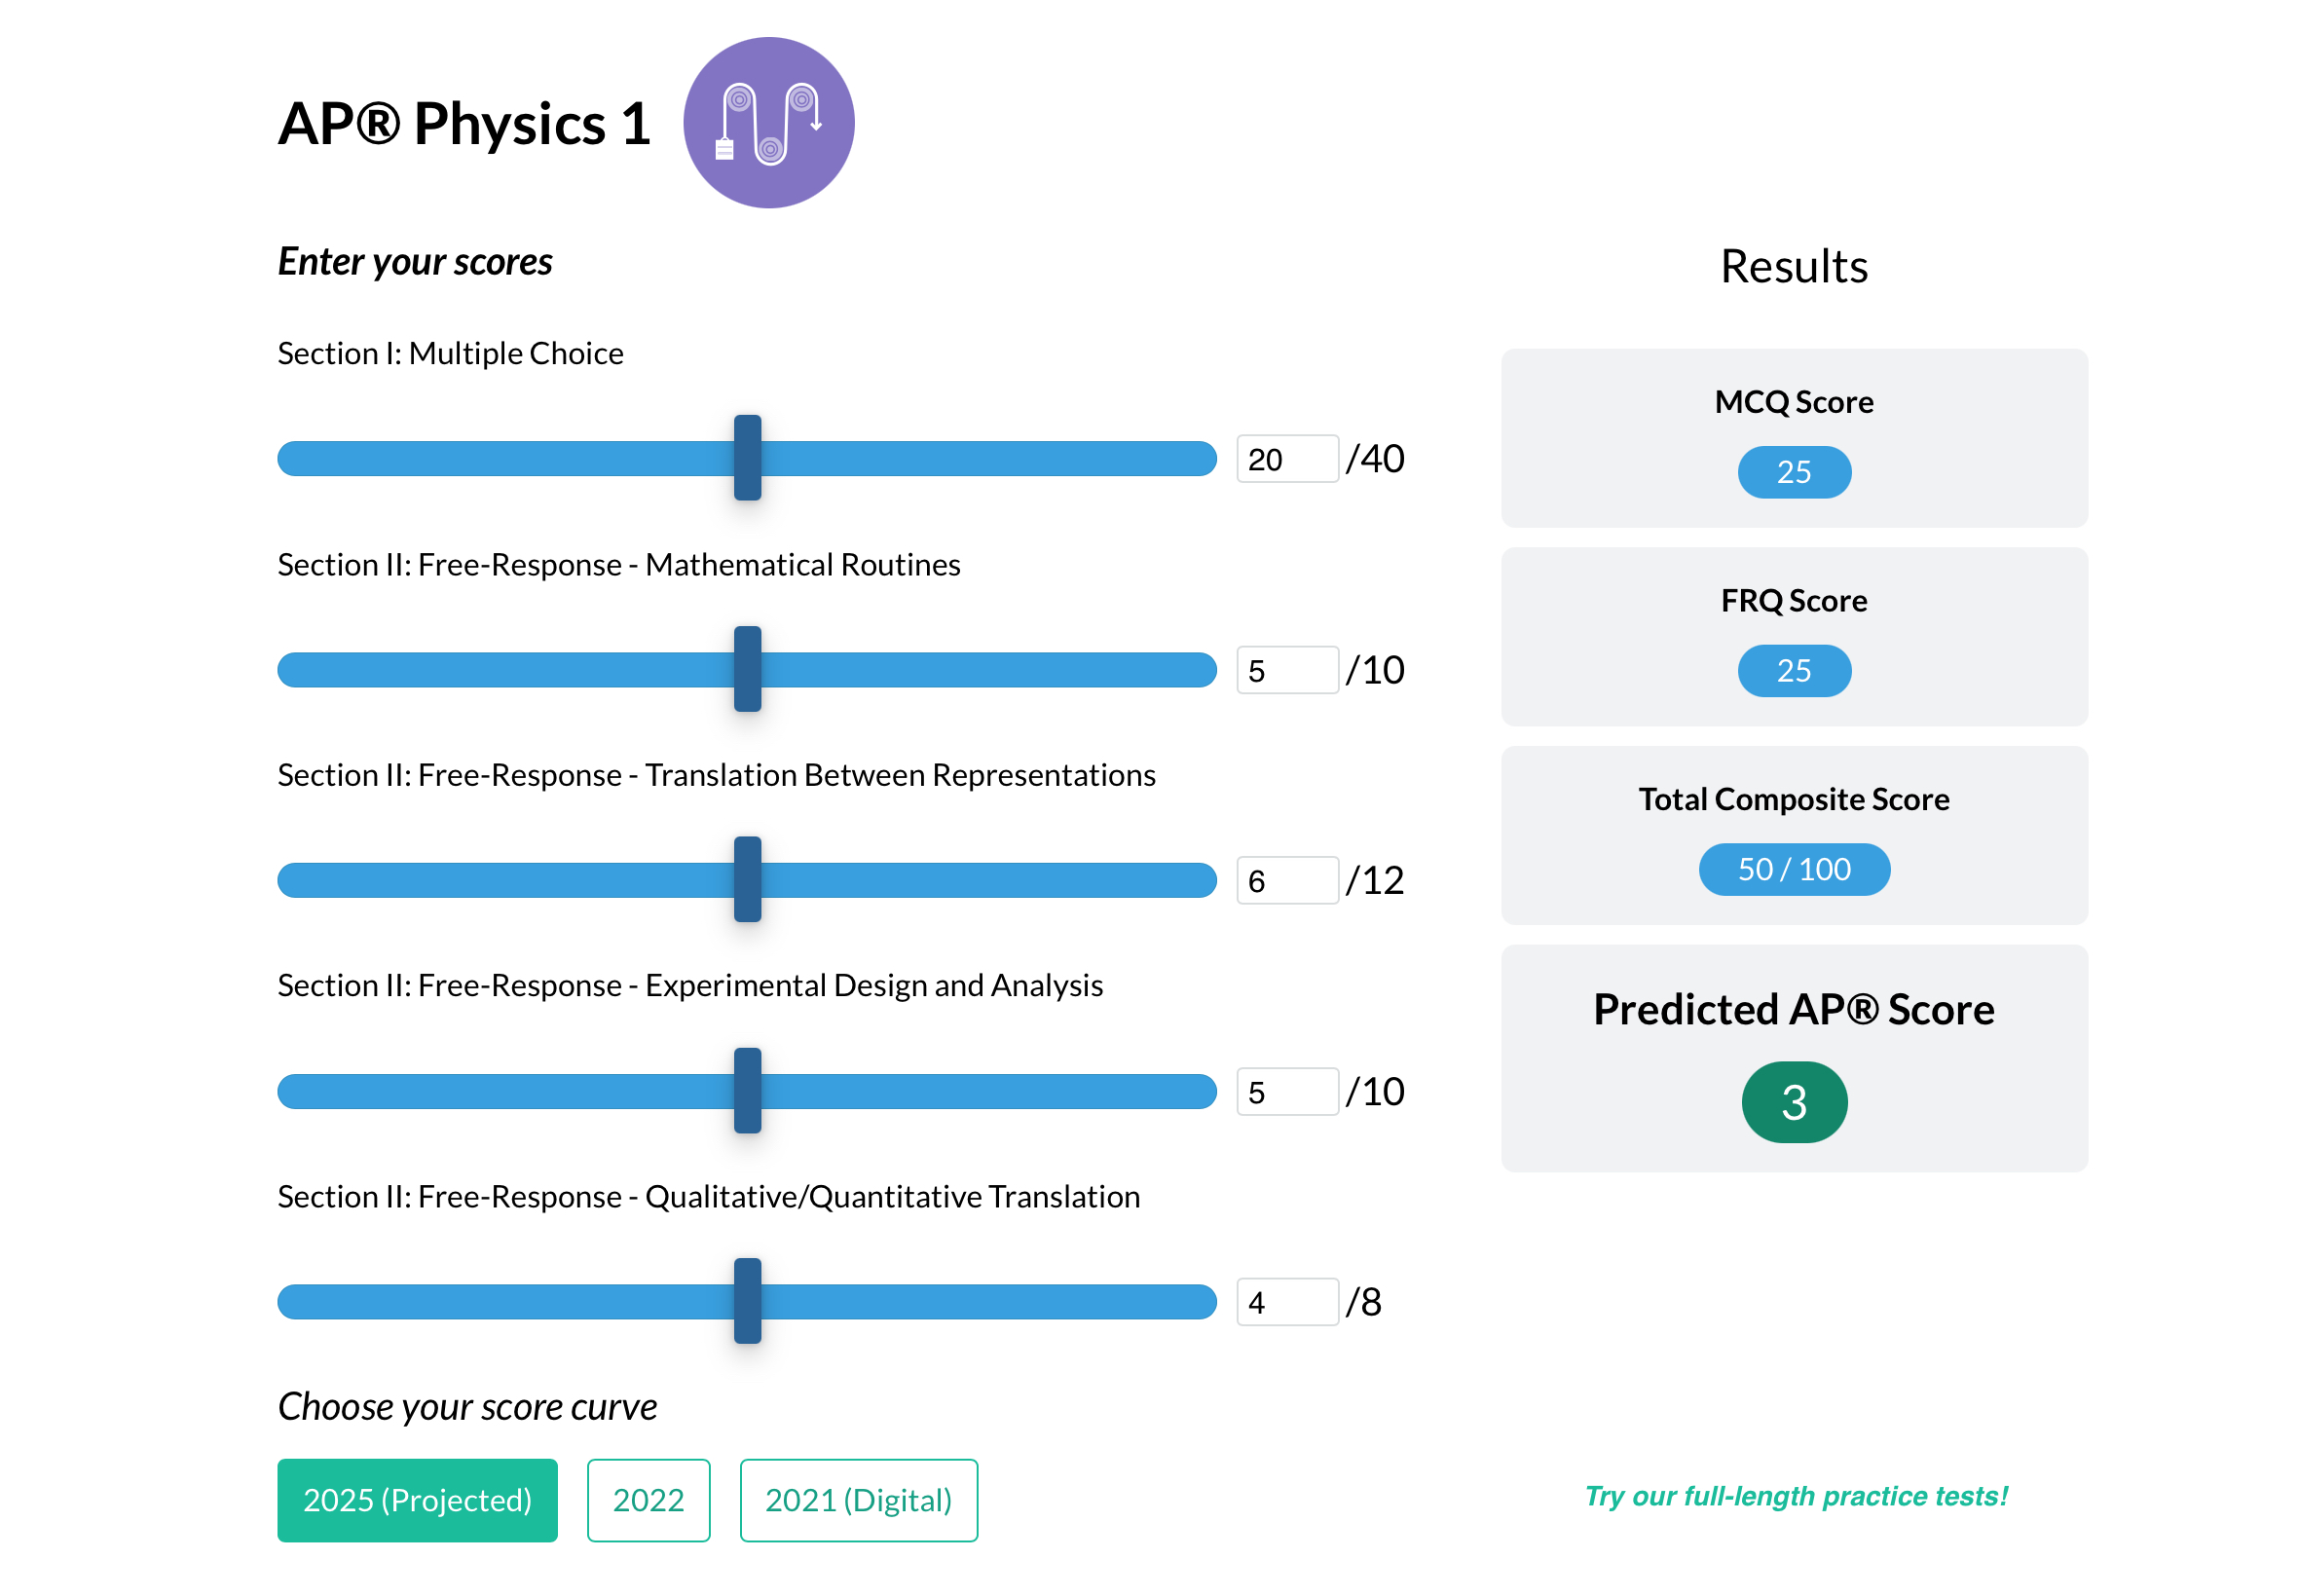 AP® Physics 1
Enter your scores
Section I: Multiple Choice
20 /40
Section II: Free-Response - Mathematical Routines
5 /10
Section II: Free-Response - Translation Between Representations
6 /12
Section II: Free-Response - Experimental Design and Analysis
5 /10
Section II: Free-Response - Qualitative/Quantitative Translation
4 /8
Choose your score curve
2025 (Projected) 2022 2021 (Digital)
Results
MCQ Score
25
FRQ Score
25
Total Composite Score
50 / 100
Predicted AP® Score
3
Try our full-length practice tests!